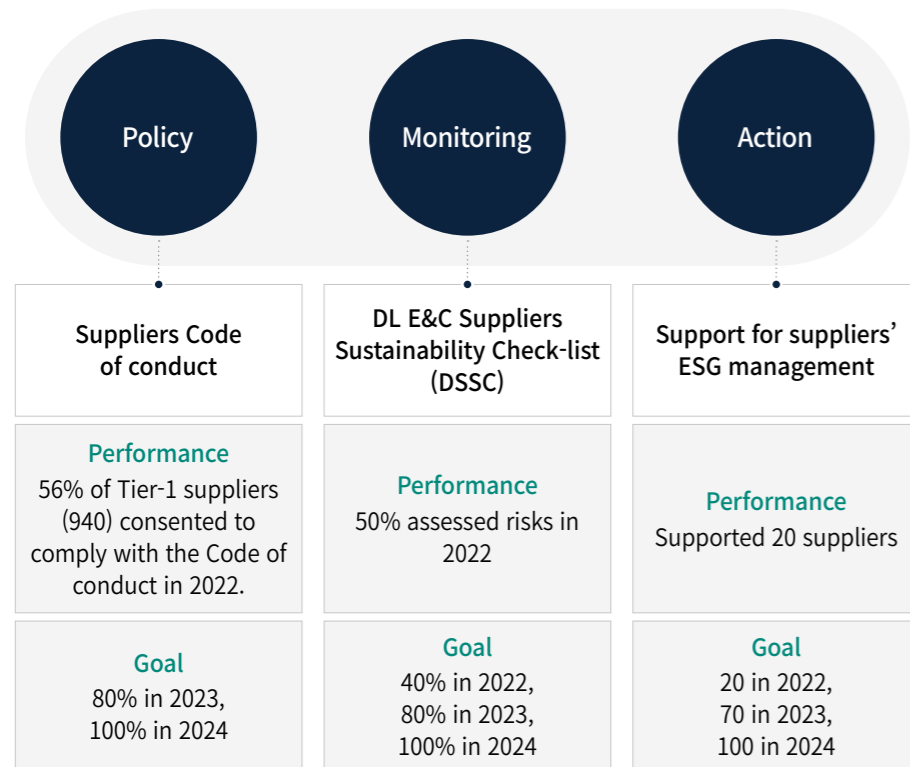 Policy
Monitoring
Action
Suppliers Code
of conduct
DL E&C Suppliers
Sustainability Check-list
(DSSC)
Support for suppliers’
ESG management
Performance
56% of Tier-1 suppliers
(940) consented to
comply with the Code of
conduct in 2022.
Performance
50% assessed risks in
2022
Performance
Supported 20 suppliers
Goal
80% in 2023,
100% in 2024
Goal
40% in 2022,
80% in 2023,
100% in 2024
Goal
20 in 2022,
70 in 2023,
100 in 2024